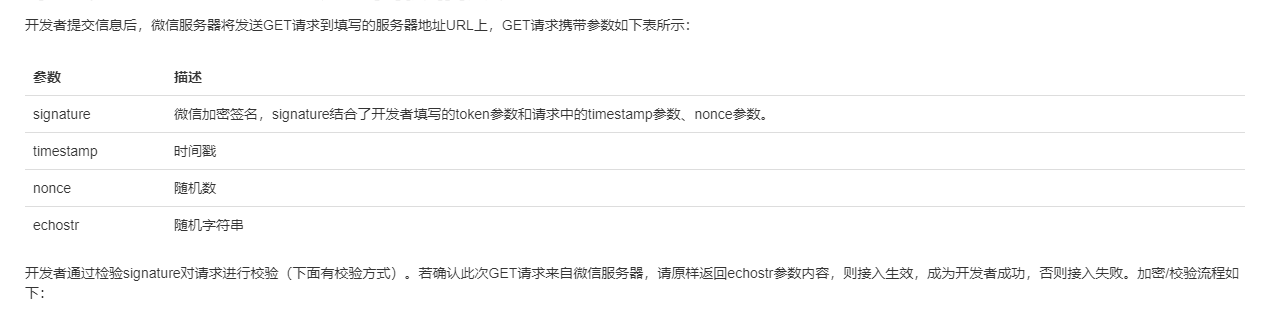 开发者提交信息后，微信服务器将发送GET请求到填写的服务器地址URL上，GET请求携带参数如下表所示：
参数 描述
signature 微信加密签名，signature结合了开发者填写的token参数和请求中的timestamp参数、nonce参数。
timestamp 时间戳
nonce 随机数
echostr 随机字符串
开发者通过检验signature对请求进行校验（下面有校验方式）。若确认此次GET请求来自微信服务器，请原样返回echostr参数内容，则接入生效，成为开发者成功，否则接入失败。加密/校验流程如
下：